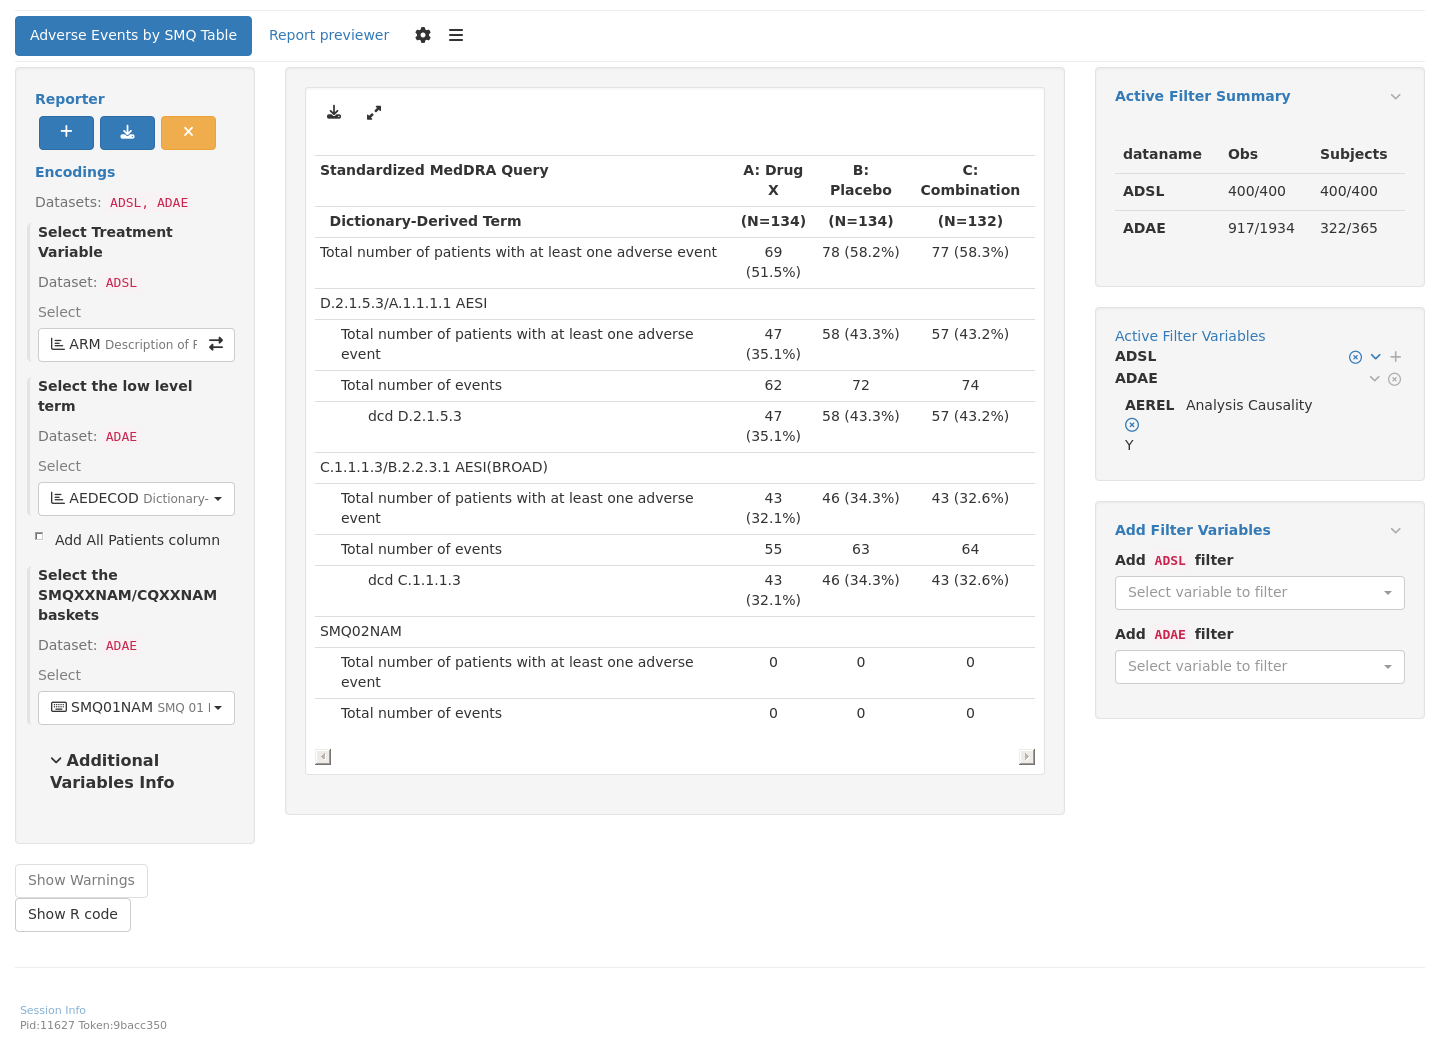 Adverse Events by SMQ Table
Report previewer
Reporter
Encodings
Datasets: ADSL, ADAE
Select Treatment
Variable
Dataset: ADSL
Select
ARM Description of
Select the low level
term
Dataset: ADAE
Select
AEDECOD Dictionary-
Add All Patients column
Select the
SMQXXNAM/CQXXNAM
baskets
Dataset: ADAE
Select
SMQ01NAM SMQ 01
Additional
Variables Info
Show Warnings
Show R code
Standardized MedDRA Query A: Drug B: C:
X Placebo Combination
Dictionary-Derived Term (N=134) (N=134) (N=132)
Total number of patients with at least one adverse event 69 78 (58.2%) 77 (58.3%)
(51.5%)
D.2.1.5.3/A.1.1.1.1 AESI
Total number of patients with at least one adverse 47 58 (43.3%) 57 (43.2%)
event (35.1%)
Total number of events 62 72 74
dcd D.2.1.5.3 47 58 (43.3%) 57 (43.2%)
(35.1%)
C.1.1.1.3/B.2.2.3.1 AESI(BROAD)
Total number of patients with at least one adverse 43 46 (34.3%) 43 (32.6%)
event (32.1%)
Total number of events 55 63 64
dcd C.1.1.1.3 43 46 (34.3%) 43 (32.6%)
(32.1%)
SMQ02NAM
Total number of patients with at least one adverse 0 0 0
event
Total number of events 0 0 0
Active Filter Summary
dataname Obs Subjects
ADSL 400/400 400/400
ADAE 917/1934 322/365
Active Filter Variables
ADSL
ADAE
AEREL Analysis Causality
Y
Add Filter Variables
Add ADSL filter
Select variable to filter
Add ADAE filter
Select variable to filter
Session Info
Pid:11627 Token:9bacc350